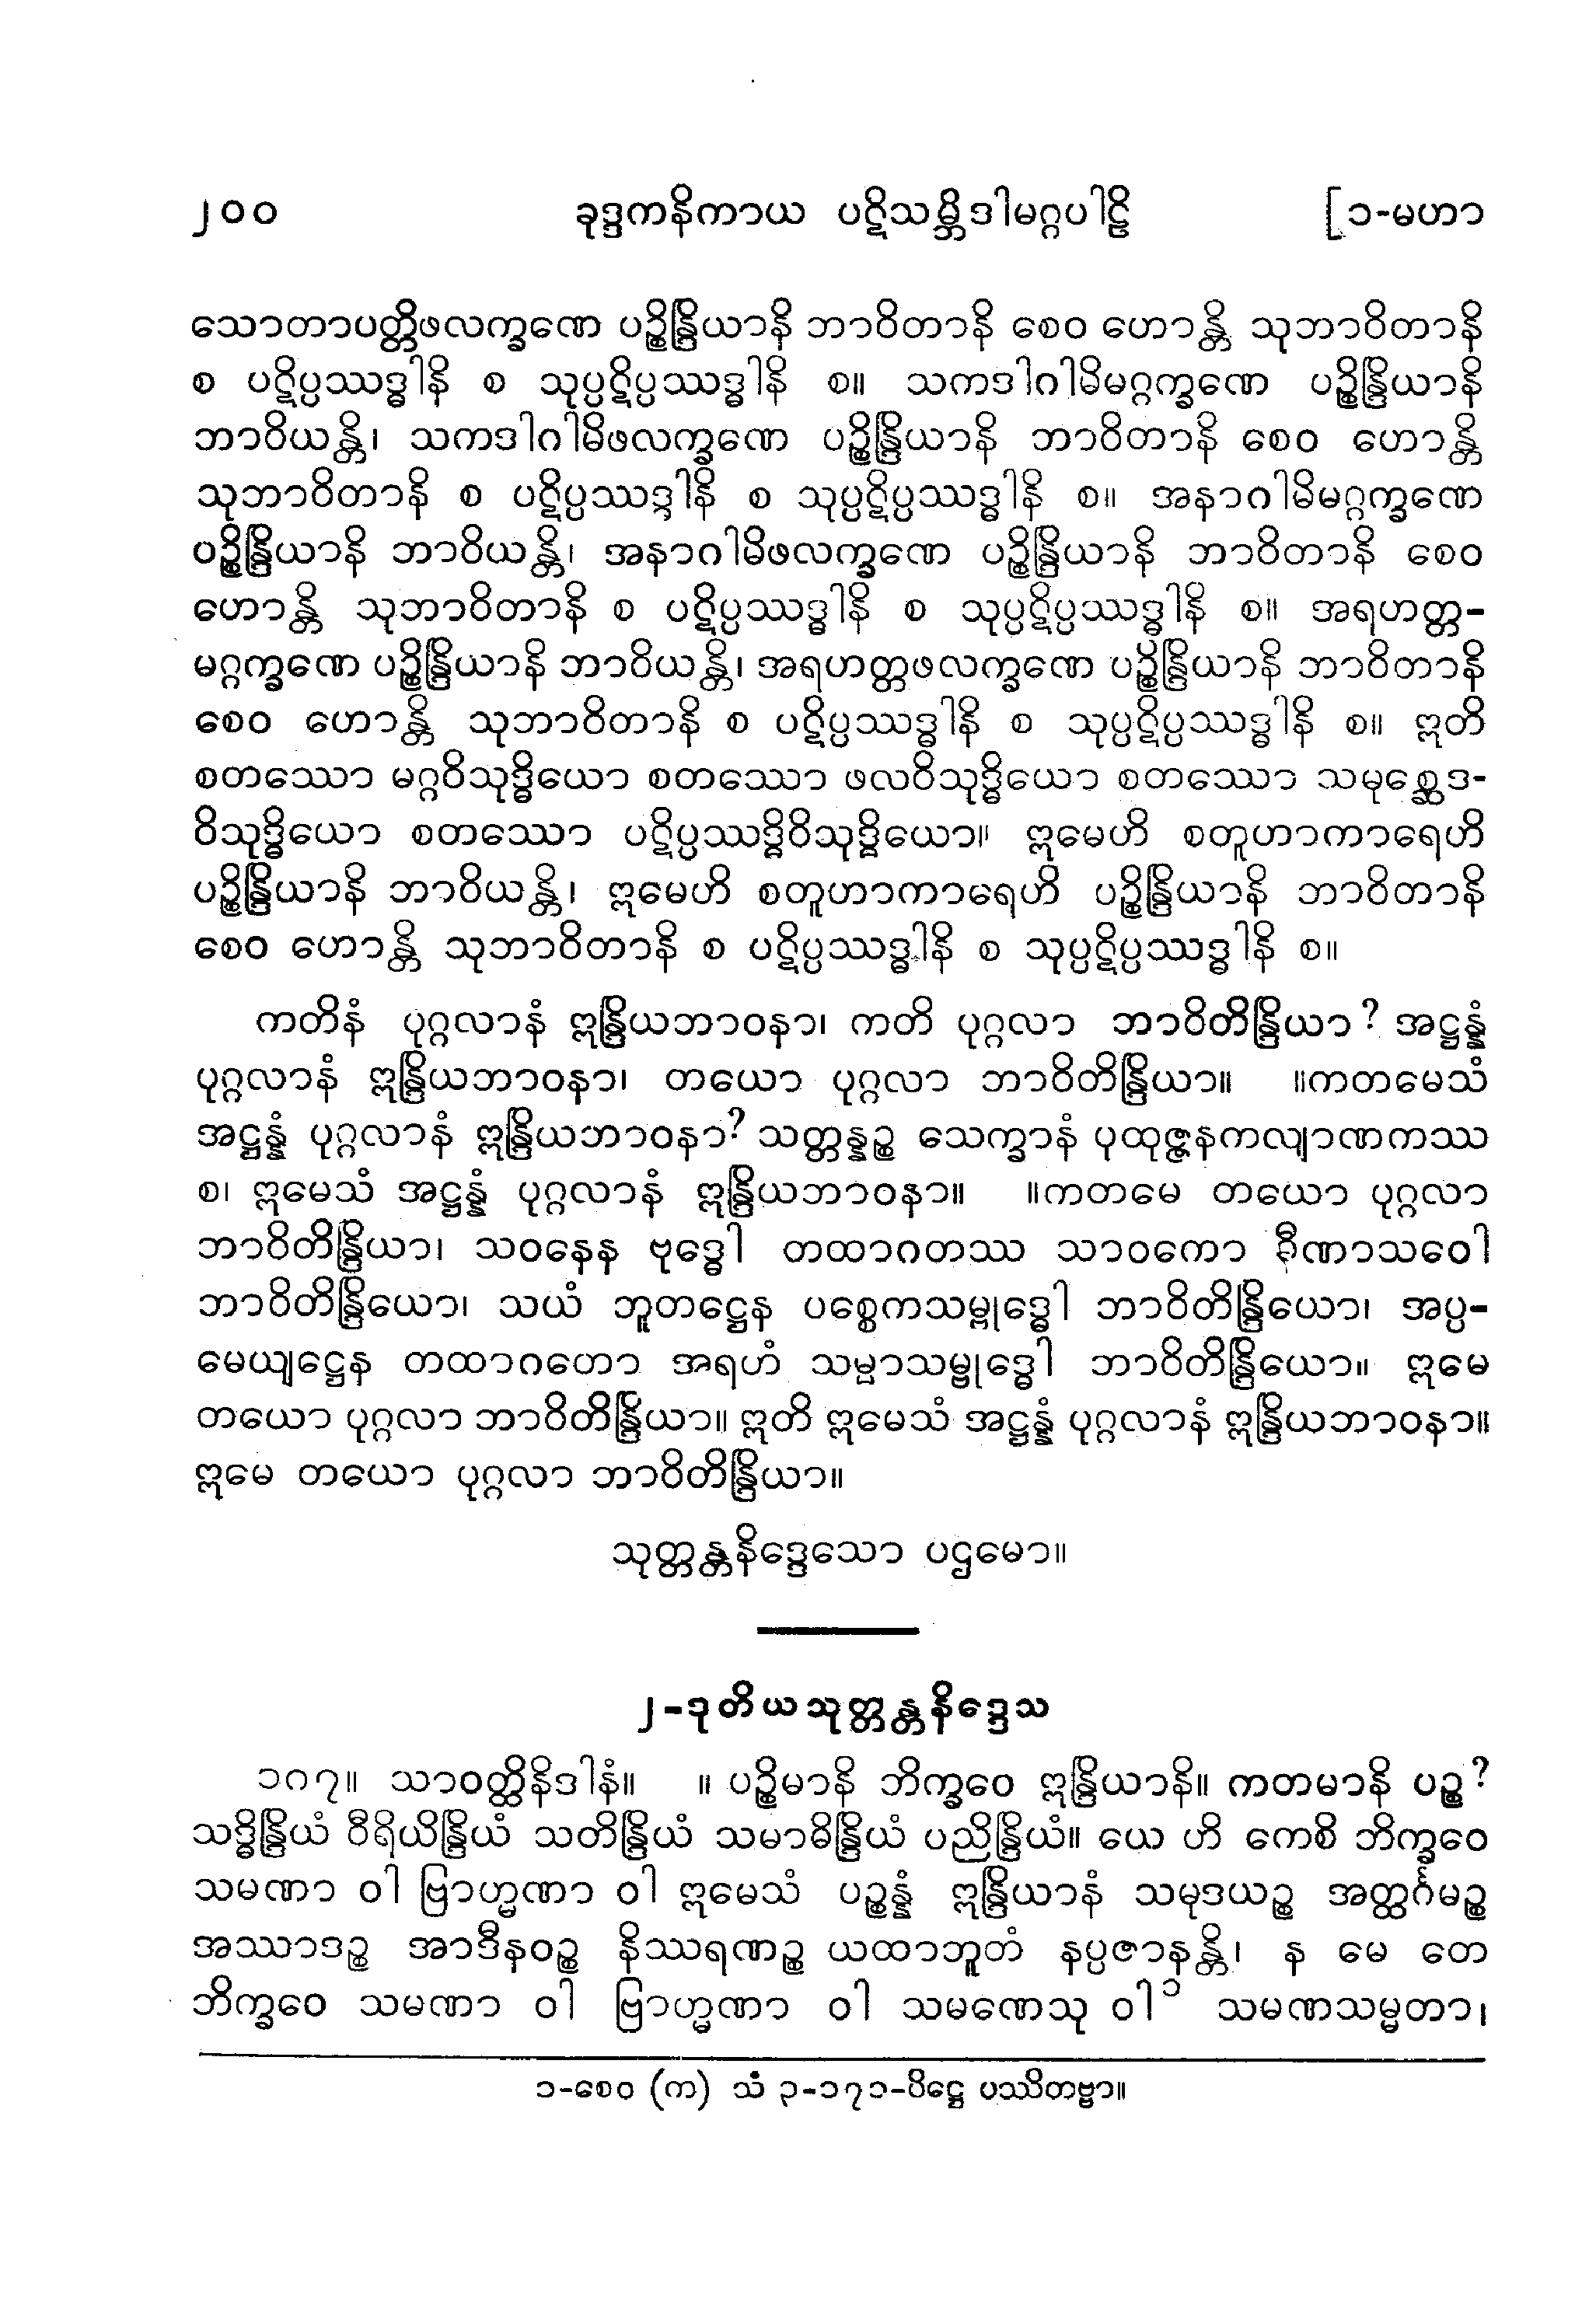 ၂၀၀ ခုဒ္ဒကနိကာယ ပဋိသမ္ဘိဒါမဂ္ဂပါဠိ [၁-မဟာ
သောတာပတ္တိဖလက္ခဏေ ပဉ္စိန္ဒြိယာနိ ဘာဝိတာနိ စေဝ ဟောန္တိ သုဘာဝိတာနိ
စ ပဋိပ္ပဿဒ္ဓါနိ စ သုပ္ပဋိပ္ပဿဒ္ဓါနိ စ။ သကဒါဂါမိမဂ္ဂက္ခဏေ ပဉ္စိန္ဒြိယာနိ
ဘာဝိယန္တိ၊ သကဒါဂါမိဖလက္ခဏေ ပဉ္စိန္ဒြိယာနိ ဘာဝိတာနိ စေဝ ဟောန္တိ
သုဘာဝိတာနိ စ ပဋိပ္ပဿဒ္ဓါနိ စ သုပ္ပဋိပ္ပဿဒ္ဓါနိ စ။ အနာဂါမိမဂ္ဂက္ခဏေ
ပဉ္စိန္ဒြိယာနိ ဘာဝိယန္တိ၊ အနာဂါမိဖလက္ခဏေ ပဉ္စိန္ဒြိယာနိ ဘာဝိတာနိ စေဝ
ဟောန္တိ သုဘာဝိတာနိ စ ပဋိပ္ပဿဒ္ဓါနိ စ သုပ္ပဋိပ္ပဿဒ္ဓါနိ စ။ အရဟတ္တ-
မဂ္ဂက္ခဏေ ပဉ္စိန္ဒြိယာနိ ဘာဝိယန္တိ၊ အရဟတ္တဖလက္ခဏေ ပဉ္စိန္ဒြိယာနိ ဘာဝိတာနိ
စေဝ ဟောန္တိ သုဘာဝိတာနိ စ ပဋိပ္ပဿဒ္ဓါနိ စ သုပ္ပဋိပ္ပဿဒ္ဓါနိ စ။ ဣတိ
စတဿော မဂ္ဂဝိသုဒ္ဓိယော စတဿော ဖလဝိသုဒ္ဓိယော စတဿော သမုစ္ဆေဒ-
ဝိသုဒ္ဓိယော စတဿော ပဋိပ္ပဿဒ္ဓိဝိသုဒ္ဓိယော။ ဣမေဟိ စတူဟာကာရေဟိ
ပဉ္စိန္ဒြိယာနိ ဘာဝိယန္တိ၊ ဣမေဟိ စတူဟာကာရေဟိ ပဉ္စိန္ဒြိယာနိ ဘာဝိတာနိ
စေဝ ဟောန္တိ သုဘာဝိတာနိ စ ပဋိပ္ပဿဒ္ဓါနိ စ သုပ္ပဋိပ္ပဿဒ္ဓါနိ စ။
ကတိနံ ပုဂ္ဂလာနံ ဣန္ဒြိယဘာဝနာ၊ ကတိ ပုဂ္ဂလာ ဘာဝိတိန္ဒြိယာ? အဋ္ဌန္နံ
ပုဂ္ဂလာနံ ဣန္ဒြိယဘာဝနာ၊ တယော ပုဂ္ဂလာ ဘာဝိတိန္ဒြိယာ။ ။ကတမေသံ
အဋ္ဌန္နံ ပုဂ္ဂလာနံ ဣန္ဒြိယဘာဝနာ? သတ္တန္နဉ္စ သေက္ခာနံ ပုထုဇ္ဇနကလျာဏကဿ
စ၊ ဣမေသံ အဋ္ဌန္နံ ပုဂ္ဂလာနံ ဣန္ဒြိယဘာဝနာ။ ။ကတမေ တယော ပုဂ္ဂလာ
ဘာဝိတိန္ဒြိယာ၊ သဝနေန ဗုဒ္ဓေါ တထာဂတဿ သာဝကော ခီဏာသဝေါ
ဘာဝိတိန္ဒြိယော၊ သယံ ဘူတဋ္ဌေန ပစ္စေကသမ္ဗုဒ္ဓေါ ဘာဝိတိန္ဒြိယော၊ အပ္ပ-
မေယျဋ္ဌေန တထာဂတော အရဟံ သမ္မာသမ္ဗုဒ္ဓေါ ဘာဝိတိန္ဒြိယော။ ဣမေ
တယော ပုဂ္ဂလာ ဘာဝိတိန္ဒြိယာ။ ဣတိ ဣမေသံ အဋ္ဌန္နံ ပုဂ္ဂလာနံ ဣန္ဒြိယဘာဝနာ။
ဣမေ တယော ပုဂ္ဂလာ ဘာဝိတိန္ဒြိယာ။
သုတ္တန္တနိဒ္ဒေသော ပဌမော။
၂-ဒုတိယသုတ္တန္တနိဒ္ဒေသ
၁၈၇။ သာဝတ္ထိနိဒါနံ။ ။ ပဉ္စိမာနိ ဘိက္ခဝေ ဣန္ဒြိယာနိ။ ကတမာနိ ပဉ္စ?
သဒ္ဓိန္ဒြိယံ ဝီရိယိန္ဒြိယံ သတိန္ဒြိယံ သမာဓိန္ဒြိယံ ပညိန္ဒြိယံ။ ယေ ဟိ ကေစိ ဘိက္ခဝေ
သမဏာ ဝါ ဗြာဟ္မဏာ ဝါ ဣမေသံ ပဉ္စန္နံ ဣန္ဒြိယာနံ သမုဒယဉ္စ အတ္ထင်္ဂမဉ္စ
အဿာဒဉ္စ အာဒီနဝဉ္စ နိဿရဏဉ္စ ယထာဘူတံ နပ္ပဇာနန္တိ၊ န မေ တေ
ဘိက္ခဝေ သမဏာ ဝါ ဗြာဟ္မဏာ ဝါ သမဏေသု ဝါ ၁ သမဏသမ္မတာ၊
၁-စေဝ (က) သံ ၃-၁၇၁-ပိဋ္ဌေ ပဿိတဗ္ဗာ။